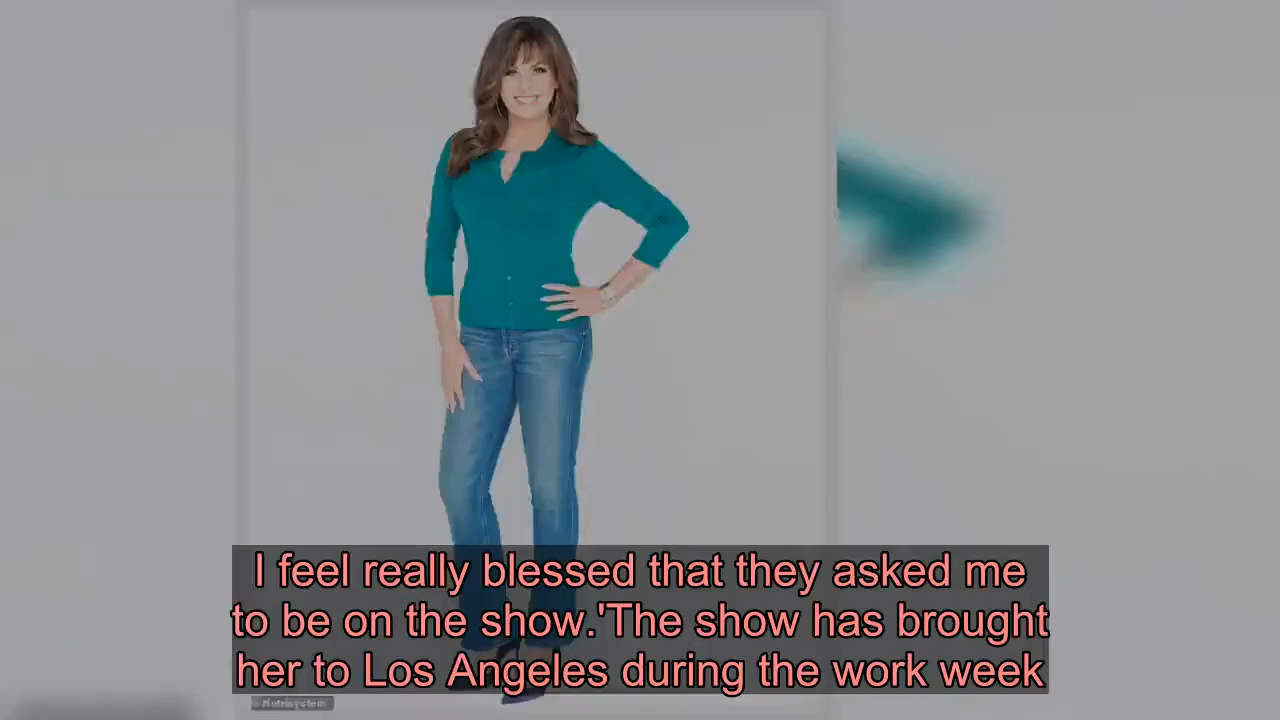 I feel really blessed that they asked me
to be on the show.'The show has brought
her to Los Angeles during the work week
© Nutrisystem